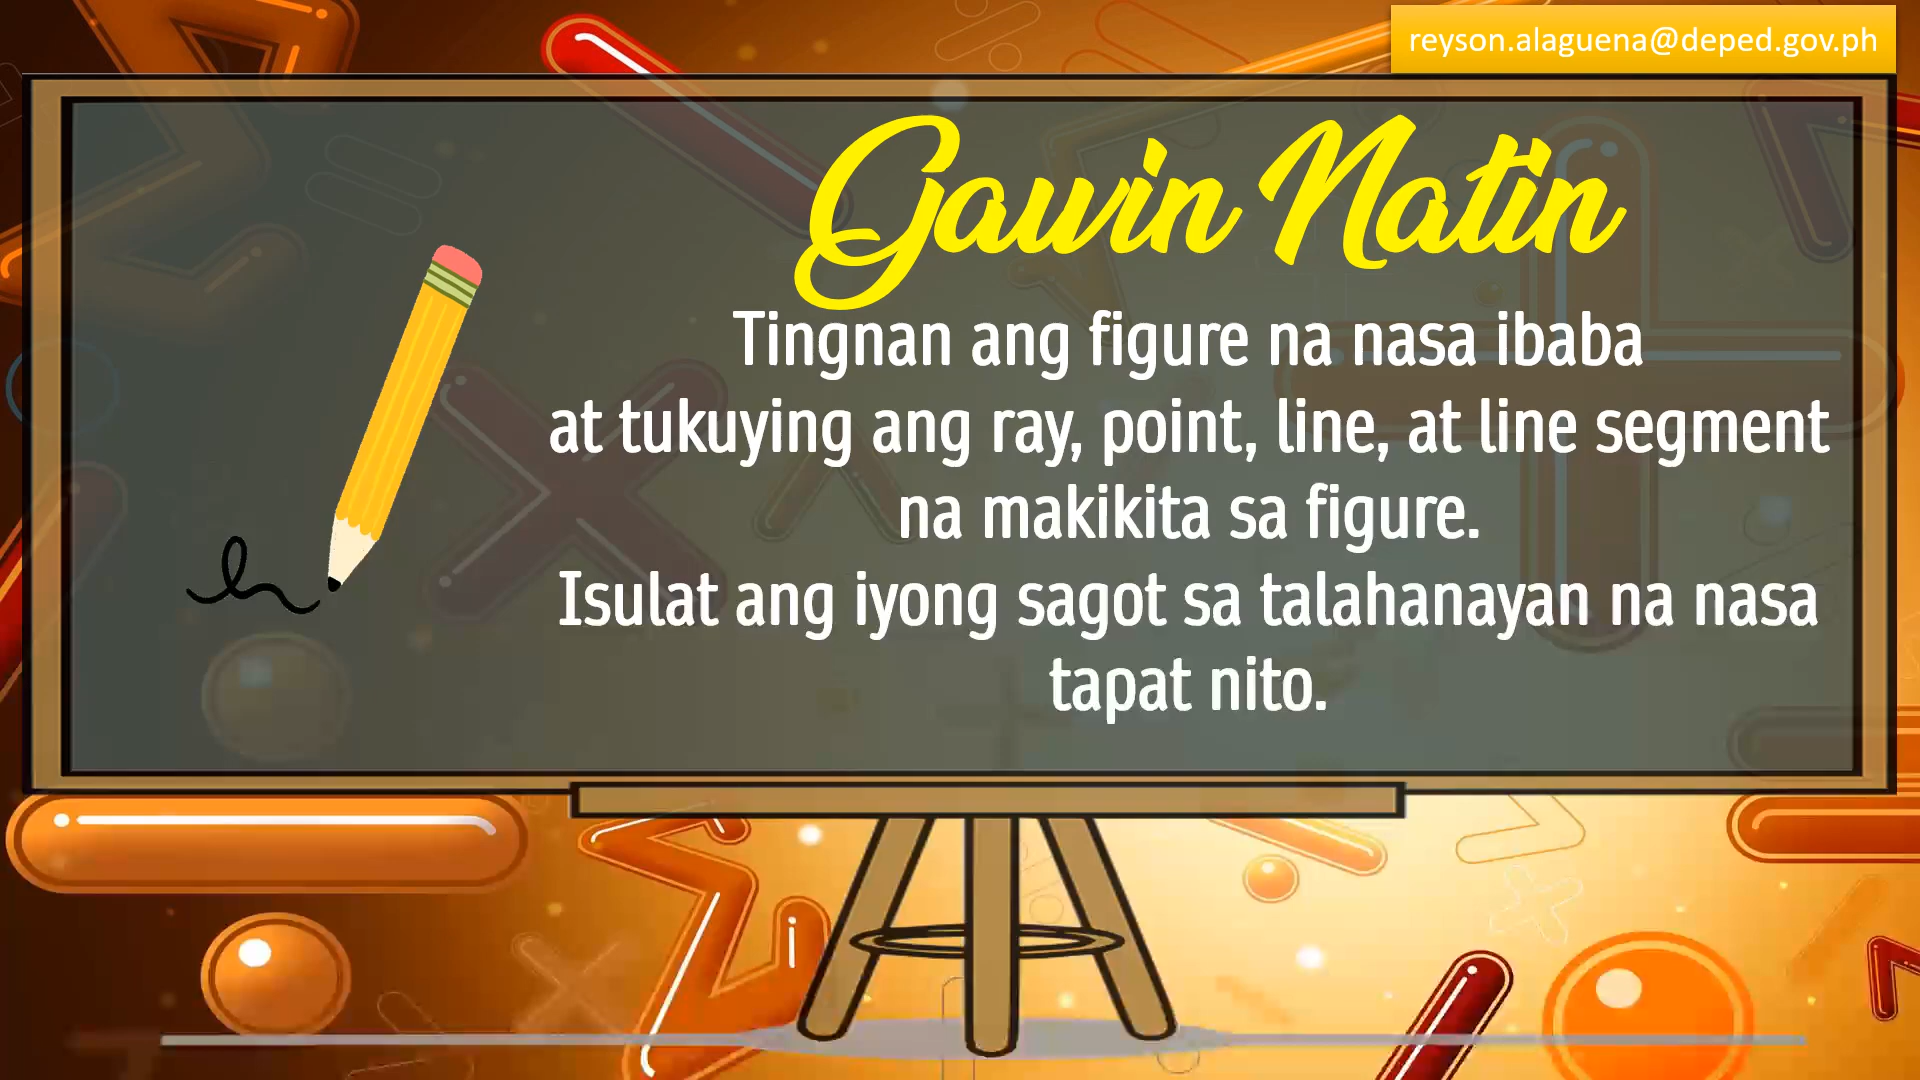 reyson.alaguena@deped.gov.ph
Gawin Natin
Tingnan ang figure na nasa ibaba
at tukuying ang ray, point, line, at line segment
na makikita sa figure.
Isulat ang iyong sagot sa talahanayan na nasa
tapat nito.